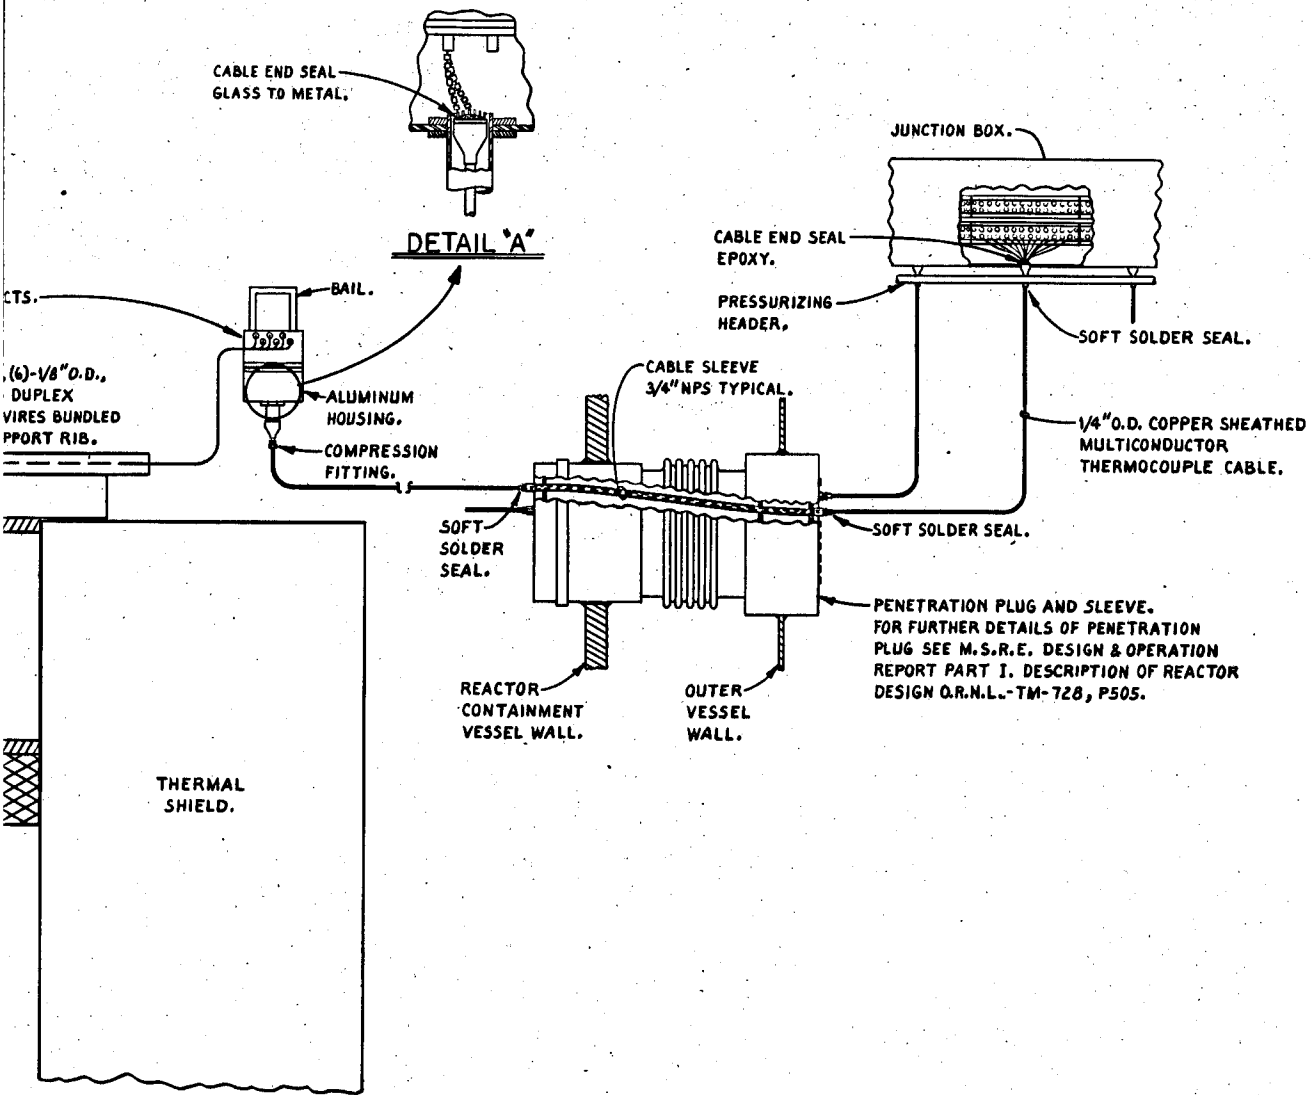 CABLE END SEAL
GLASS TO METAL.
DETAIL "A"
JUNCTION BOX.
CABLE END SEAL
EPOXY.
PRESSURIZING
HEADER.
SOFT SOLDER SEAL.
CTS.
BAIL.
,(6)-1/8" O.D.,
DUPLEX
WIRES BUNDLED
PPORT RIB.
ALUMINUM
HOUSING.
COMPRESSION
FITTING.
CABLE SLEEVE
3/4" NPS TYPICAL.
1/4" O.D. COPPER SHEATHED
MULTICONDUCTOR
THERMOCOUPLE CABLE.
SOFT
SOLDER
SEAL.
SOFT SOLDER SEAL.
PENETRATION PLUG AND SLEEVE.
FOR FURTHER DETAILS OF PENETRATION
PLUG SEE M.S.R.E. DESIGN & OPERATION
REPORT PART I. DESCRIPTION OF REACTOR
DESIGN O.R.N.L.-TM-728, P505.
REACTOR
CONTAINMENT
VESSEL WALL.
OUTER
VESSEL
WALL.
THERMAL
SHIELD.